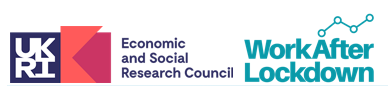 UK
RI
Economic
and Social
Research Council
WorkAfter
Lockdown